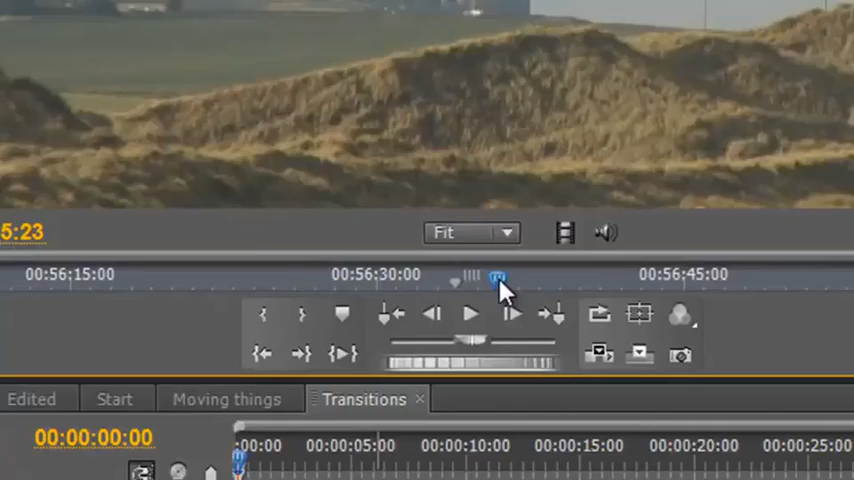 5:23
Fit
00:56:15:00 00:56:30:00 00:56:45:00
Edited Start Moving things Transitions
00:00:00:00
:00:00 00:00:05:00 00:00:10:00 00:00:15:00 00:00:20:00 00:00:25:00